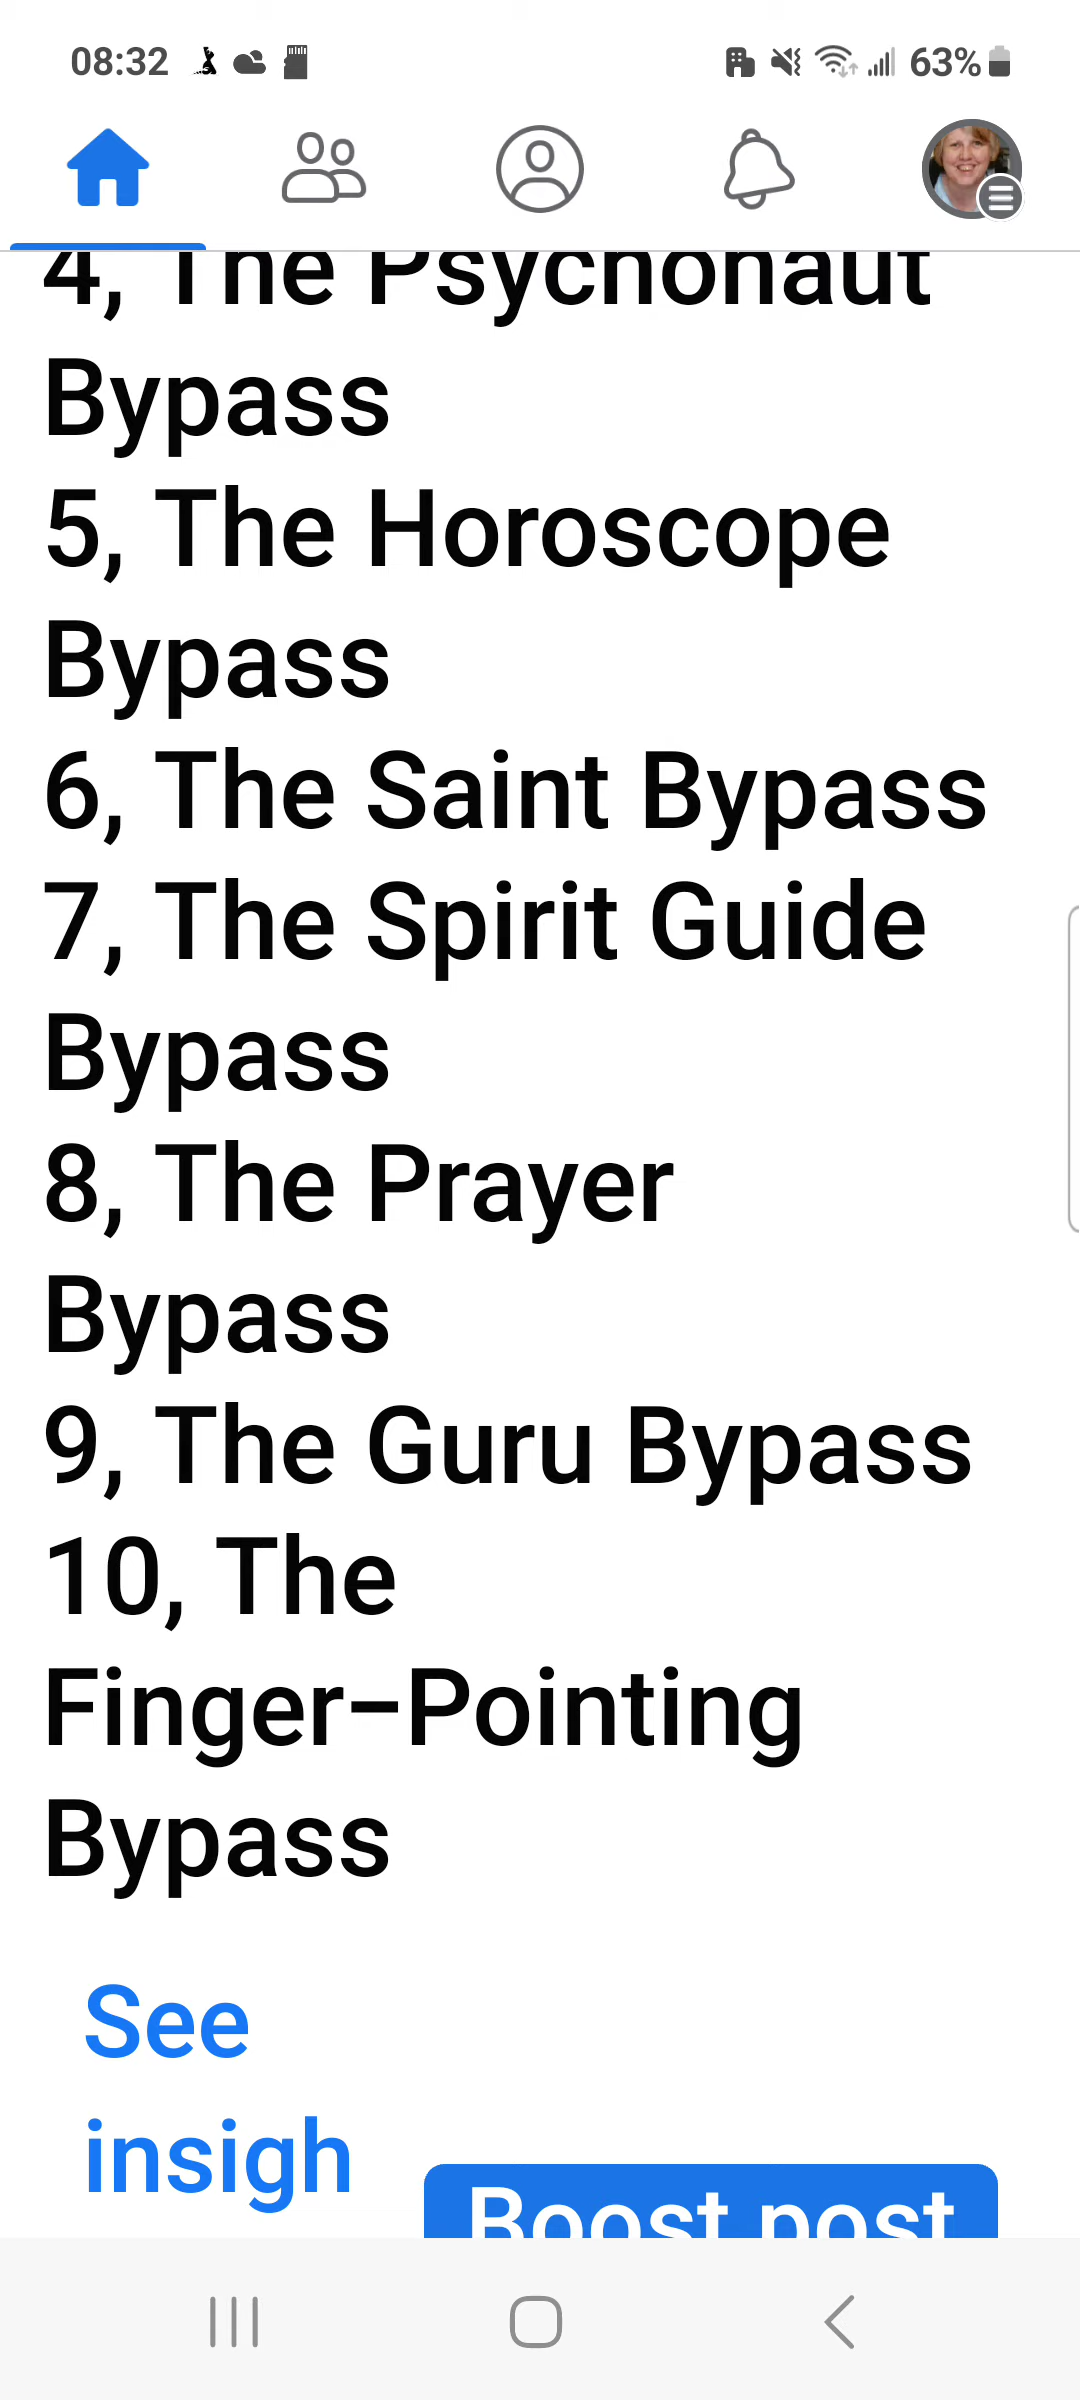 08:32
63%
4, The Psychonaut
Bypass
5, The Horoscope
Bypass
6, The Saint Bypass
7, The Spirit Guide
Bypass
8, The Prayer
Bypass
9, The Guru Bypass
10, The
Finger-Pointing
Bypass
See
insigh
Boost post